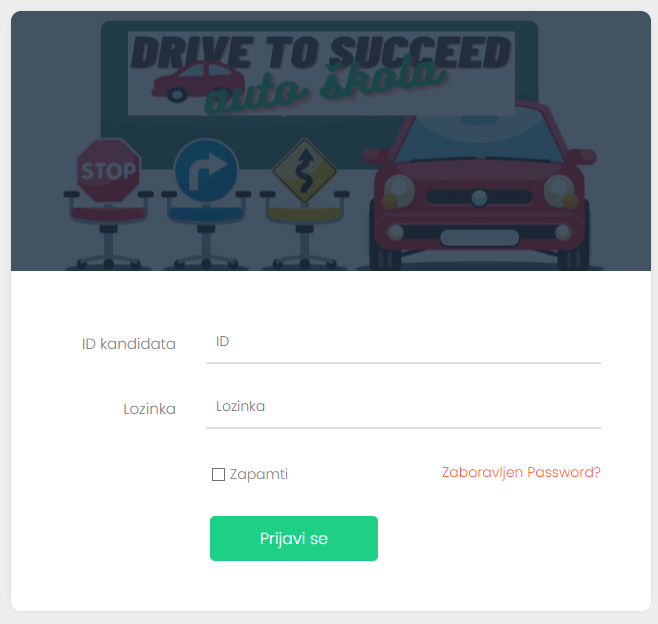 DRIVE TO SUCCEED
auto škola
STOP
ID kandidata
ID
Lozinka
Lozinka
Zapamti
Zaboravljen Password?
Prijavi se